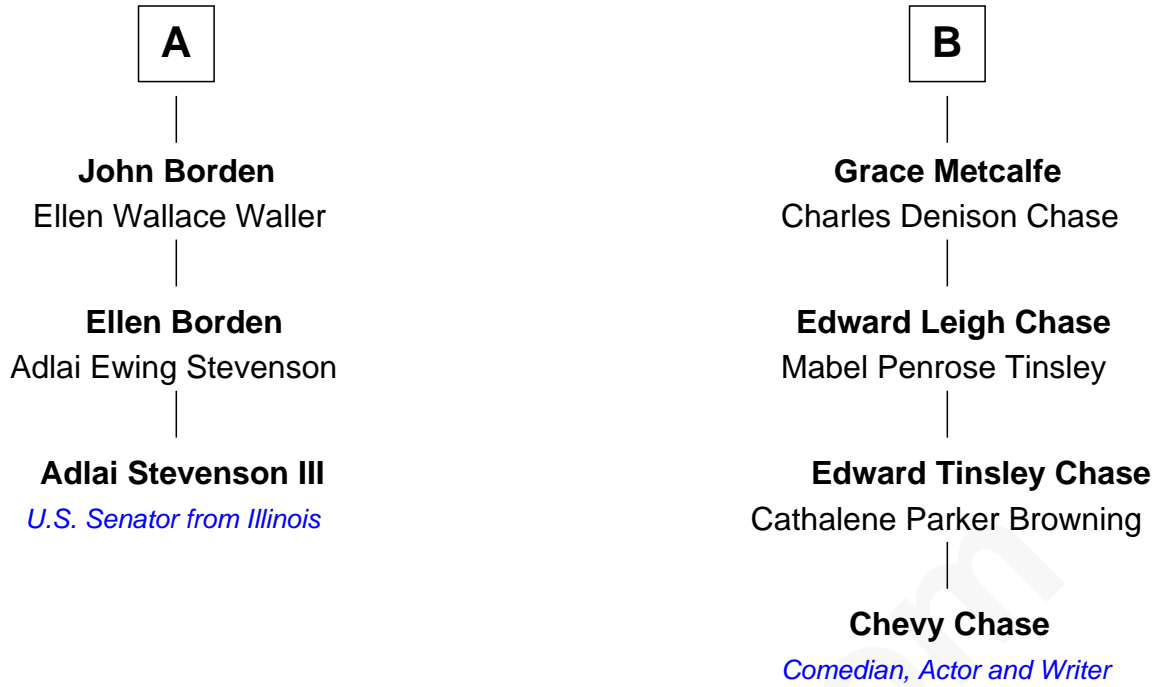 A
John Borden
Ellen Wallace Waller
Ellen Borden
Adlai Ewing Stevenson
Adlai Stevenson III
U.S. Senator from Illinois
B
Grace Metcalfe
Charles Denison Chase
Edward Leigh Chase
Mabel Penrose Tinsley
Edward Tinsley Chase
Cathalene Parker Browning
Chevy Chase
Comedian, Actor and Writer